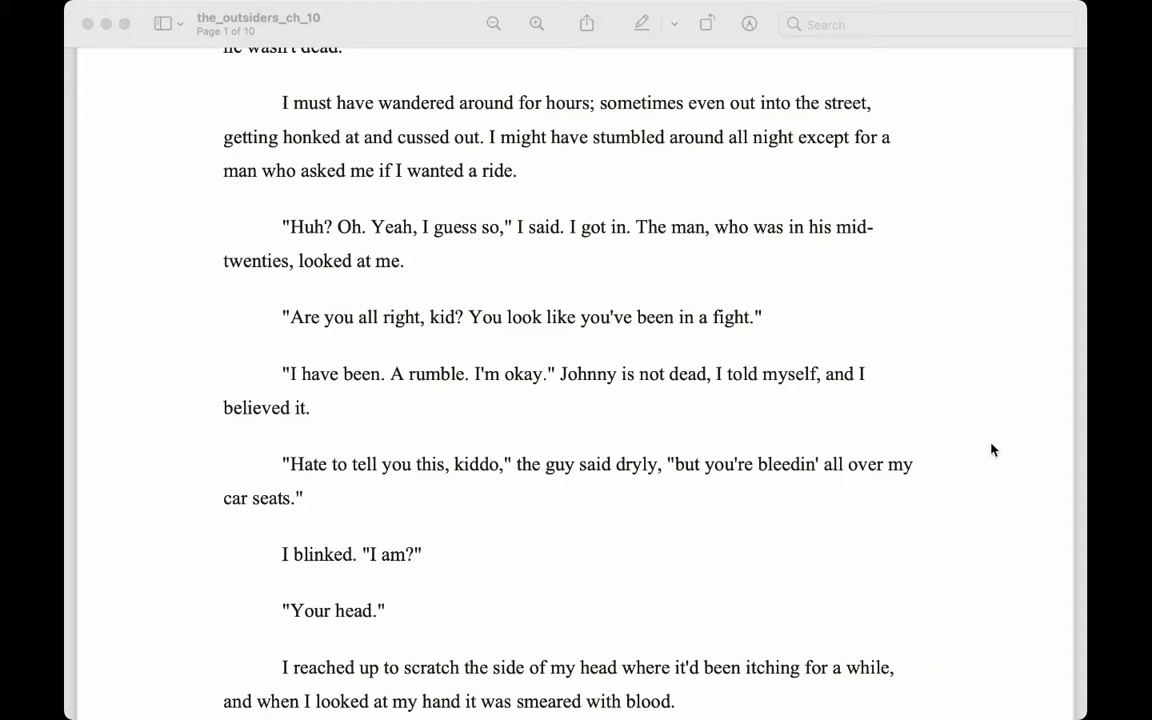 the_outsiders_ch_10
Page 1 of 10
Search
he wasn't dead.
I must have wandered around for hours; sometimes even out into the street,
getting honked at and cussed out. I might have stumbled around all night except for a
man who asked me if I wanted a ride.
"Huh? Oh. Yeah, I guess so," I said. I got in. The man, who was in his mid-
twenties, looked at me.
"Are you all right, kid? You look like you've been in a fight."
"I have been. A rumble. I'm okay." Johnny is not dead, I told myself, and I
believed it.
"Hate to tell you this, kiddo," the guy said dryly, "but you're bleedin' all over my
car seats."
I blinked. "I am?"
"Your head."
I reached up to scratch the side of my head where it'd been itching for a while,
and when I looked at my hand it was smeared with blood.